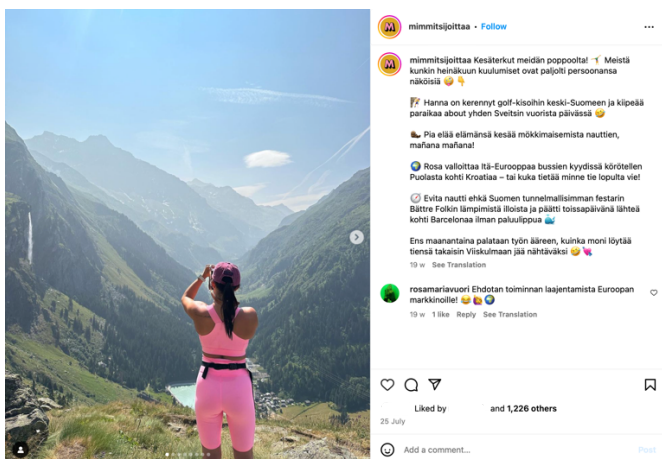 mimmitsijoittaa • Follow
mimmitsijoittaa Kesäterkut meidän poppoolta! 🤸 Meistä
kunkin heinäkuun kuulumiset ovat paljolti persoonansa
näköisiä 🤣👇
🧗 Hanna on kerennyt golf-kisoihin keski-Suomeen ja kiipeää
paraikaa about yhden Sveitsin vuorista päivässä 🤣
🥾 Pia elää elämänsä kesää mökkimaisemista nauttien,
mañana mañana!
🌍 Rosa valloittaa Itä-Eurooppaa bussien kyydissä körötellen
Puolasta kohti Kroatiaa – tai kuka tietää minne tie lopulta vie!
🧭 Evita nautti ehkä Suomen tunnelmallisimman festarin
Bättre Folkin lämpimistä illoista ja päätti toissapäivänä lähteä
kohti Barcelonaa ilman paluulippua 🐳
Ens maanantaina palataan työn ääreen, kuinka moni löytää
tiensä takaisin Viiskulmaan jää nähtäväksi 🤣💘
19 w See Translation
rosamariavuori Ehdotan toiminnan laajentamista Euroopan
markkinoille! 😂🙋🌍
19 w 1 like Reply See Translation
Liked by and 1,226 others
25 July
Add a comment... Post